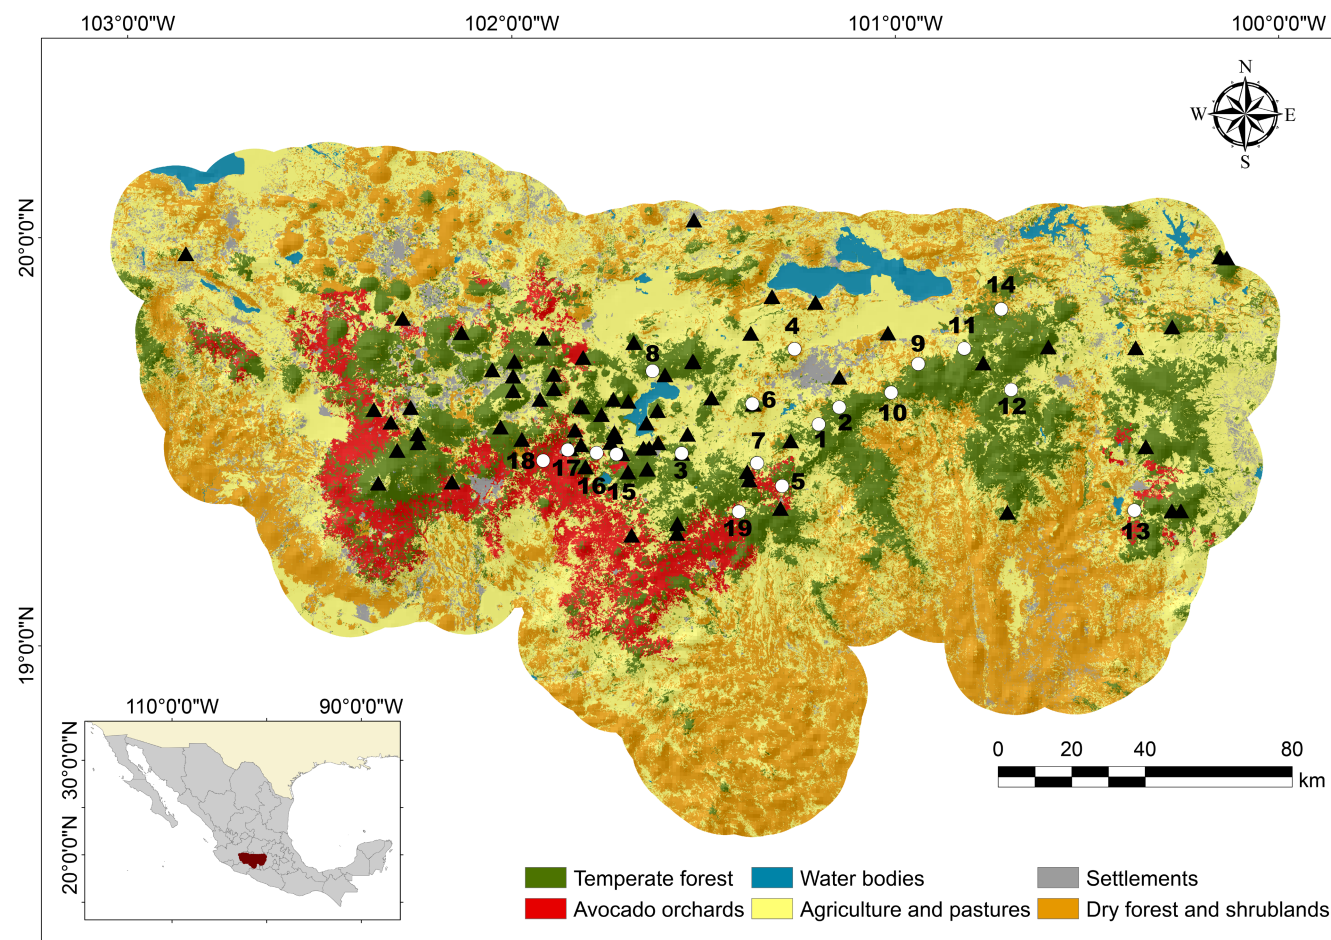 103°0'0"W 102°0'0"W 101°0'0"W 100°0'0"W
N
W E
S
20°0'0"N
14
4 11
8 9
6 12
2 10
1
7
18 17 3
16 15 5
19 13
19°0'0"N
110°0'0"W 90°0'0"W
30°0'0"N
20°0'0"N
0 20 40 80
km
Temperate forest Water bodies Settlements
Avocado orchards Agriculture and pastures Dry forest and shrublands